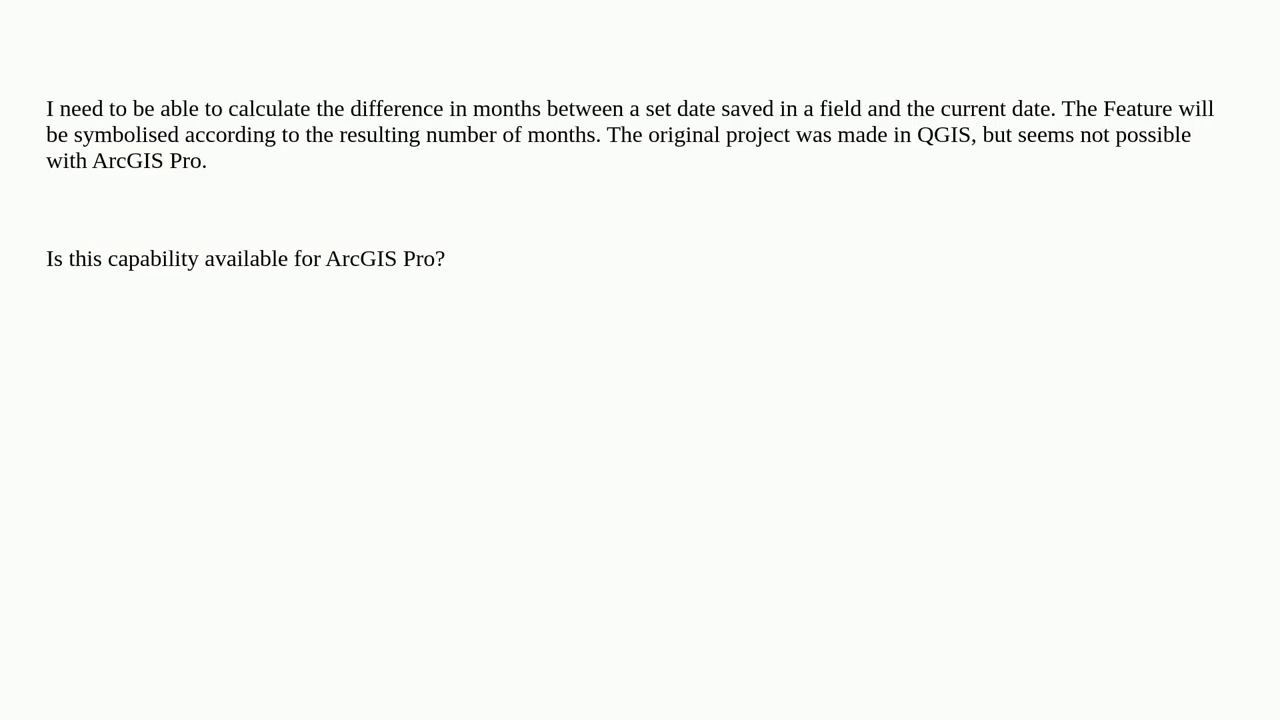 I need to be able to calculate the difference in months between a set date saved in a field and the current date. The Feature will
be symbolised according to the resulting number of months. The original project was made in QGIS, but seems not possible
with ArcGIS Pro.
Is this capability available for ArcGIS Pro?